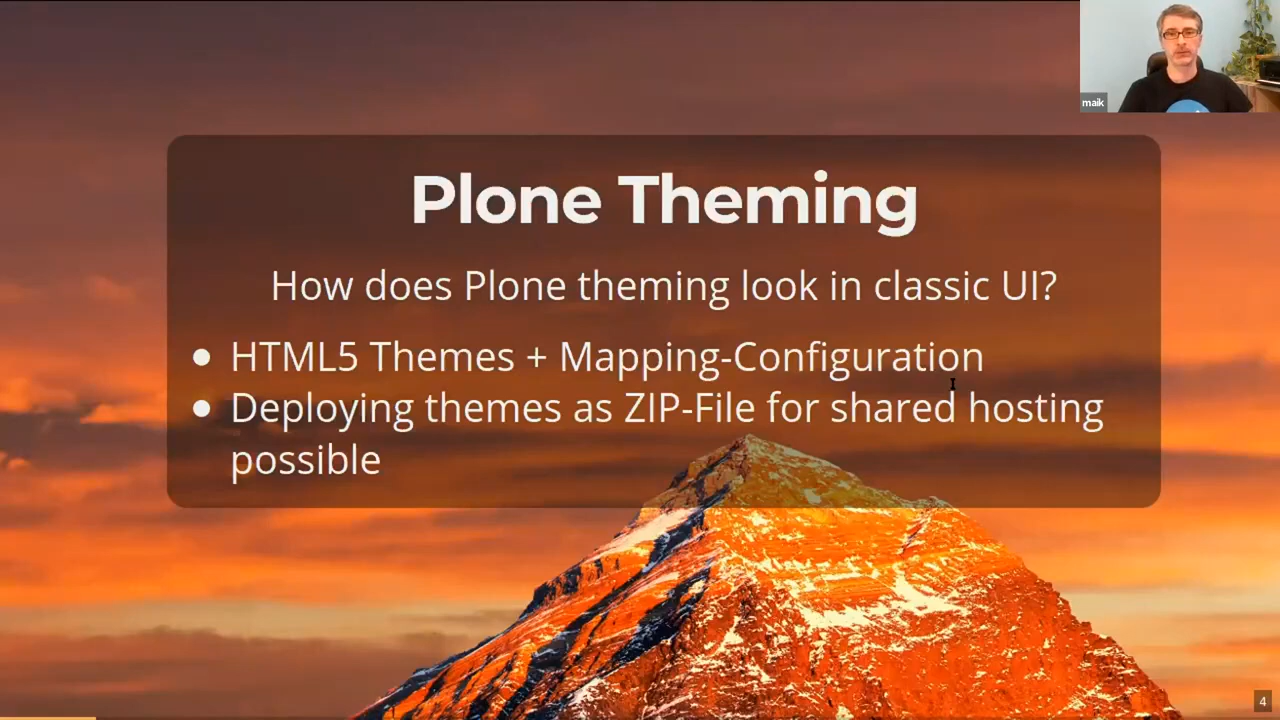 maik
Plone Theming
How does Plone theming look in classic UI?
● HTML5 Themes + Mapping-Configuration
● Deploying themes as ZIP-File for shared hosting
possible
4